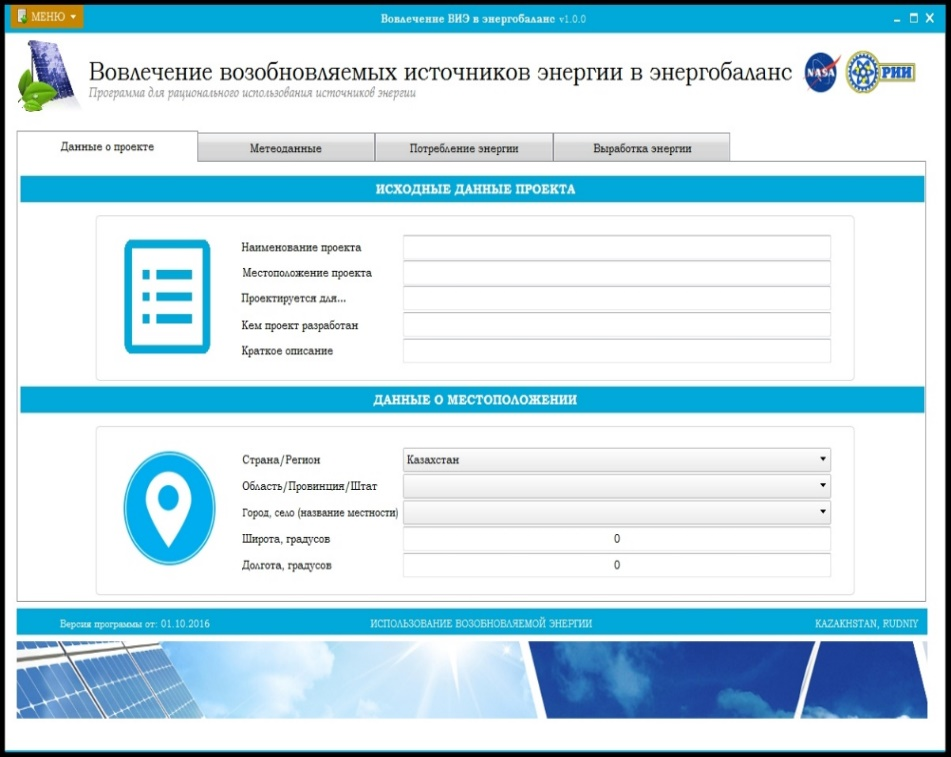 МЕНЮ
Вовлечение ВИЭ в энергобаланс v1.0.0
Вовлечение возобновляемых источников энергии в энергобаланс
NASA
РИИ
Программа для рационального использования источников энергии
Данные о проекте
Метеоданные
Потребление энергии
Выработка энергии
ИСХОДНЫЕ ДАННЫЕ ПРОЕКТА
Наименование проекта
Местоположение проекта
Проектируется для...
Кем проект разработан
Краткое описание
ДАННЫЕ О МЕСТОПОЛОЖЕНИИ
Страна/Регион
Казахстан
Область/Провинция/Штат
Город, село (название местности)
Широта, градусов
0
Долгота, градусов
0
Версия программы от: 01.10.2016
ИСПОЛЬЗОВАНИЕ ВОЗОБНОВЛЯЕМОЙ ЭНЕРГИИ
KAZAKHSTAN, RUDNIY